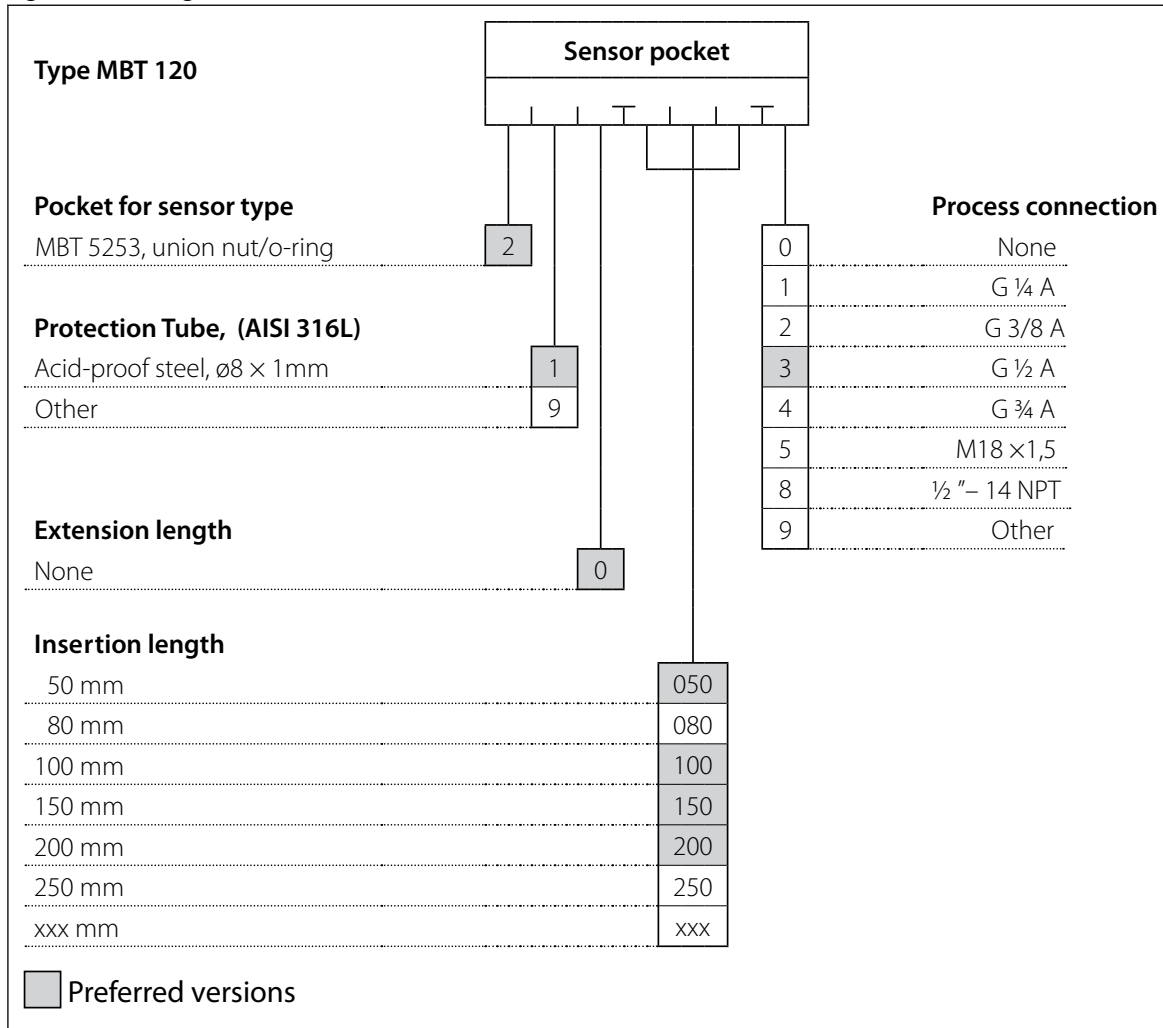 Type MBT 120
Sensor pocket
Pocket for sensor type
MBT 5253, union nut/o-ring 2
Protection Tube, (AISI 316L)
Acid-proof steel, ø8 × 1mm 1
Other 9
Extension length
None 0
Insertion length
50 mm 050
80 mm 080
100 mm 100
150 mm 150
200 mm 200
250 mm 250
xxx mm xxx
Process connection
0 None
1 G ¼ A
2 G 3/8 A
3 G ½ A
4 G ¾ A
5 M18 ×1,5
8 ½ "– 14 NPT
9 Other
Preferred versions